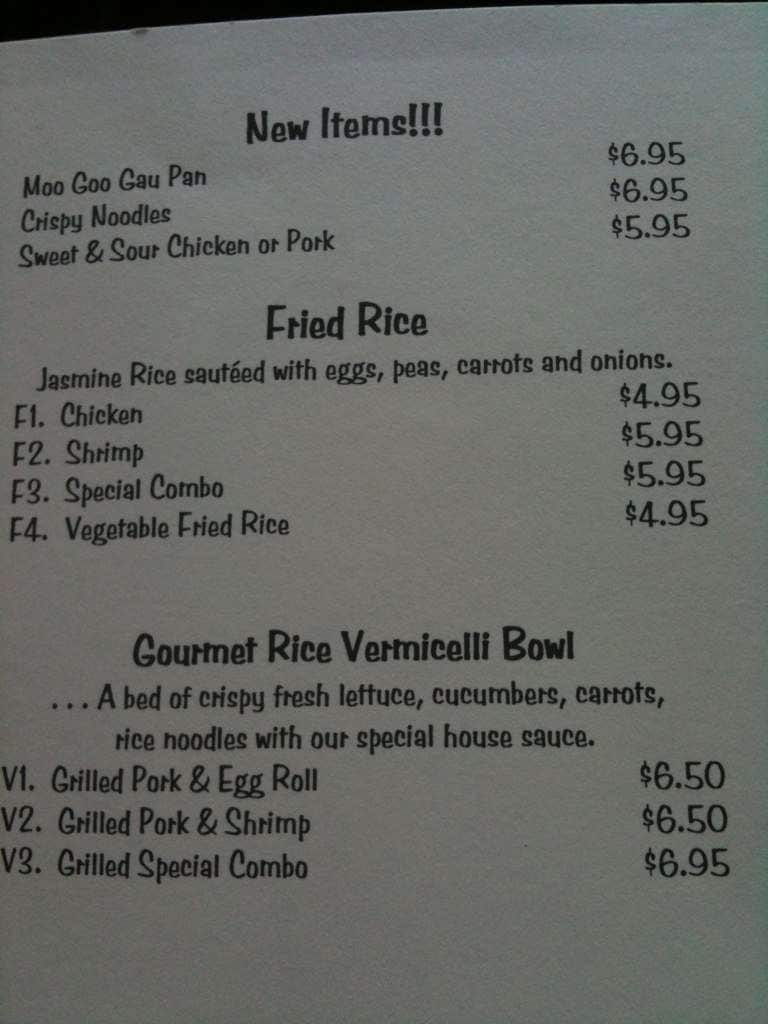 New Items!!!
Moo Goo Gau Pan $6.95
Crispy Noodles $6.95
Sweet & Sour Chicken or Pork $5.95
Fried Rice
Jasmine Rice sautéed with eggs, peas, carrots and onions.
F1. Chicken $4.95
F2. Shrimp $5.95
F3. Special Combo $5.95
F4. Vegetable Fried Rice $4.95
Gourmet Rice Vermicelli Bowl
...A bed of crispy fresh lettuce, cucumbers, carrots,
rice noodles with our special house sauce.
V1. Grilled Pork & Egg Roll $6.50
V2. Grilled Pork & Shrimp $6.50
V3. Grilled Special Combo $6.95